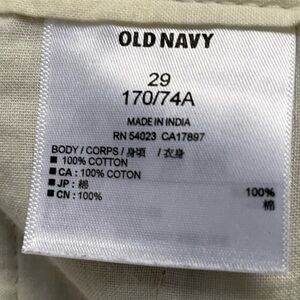 OLD NAVY
29
170/74A
MADE IN INDIA
RN 54023 CA17897
BODY / CORPS / 身頃 / 衣身
■ 100% COTTON
■ CA : 100% COTON
■ JP : 綿 100%
■ CN : 100% 棉